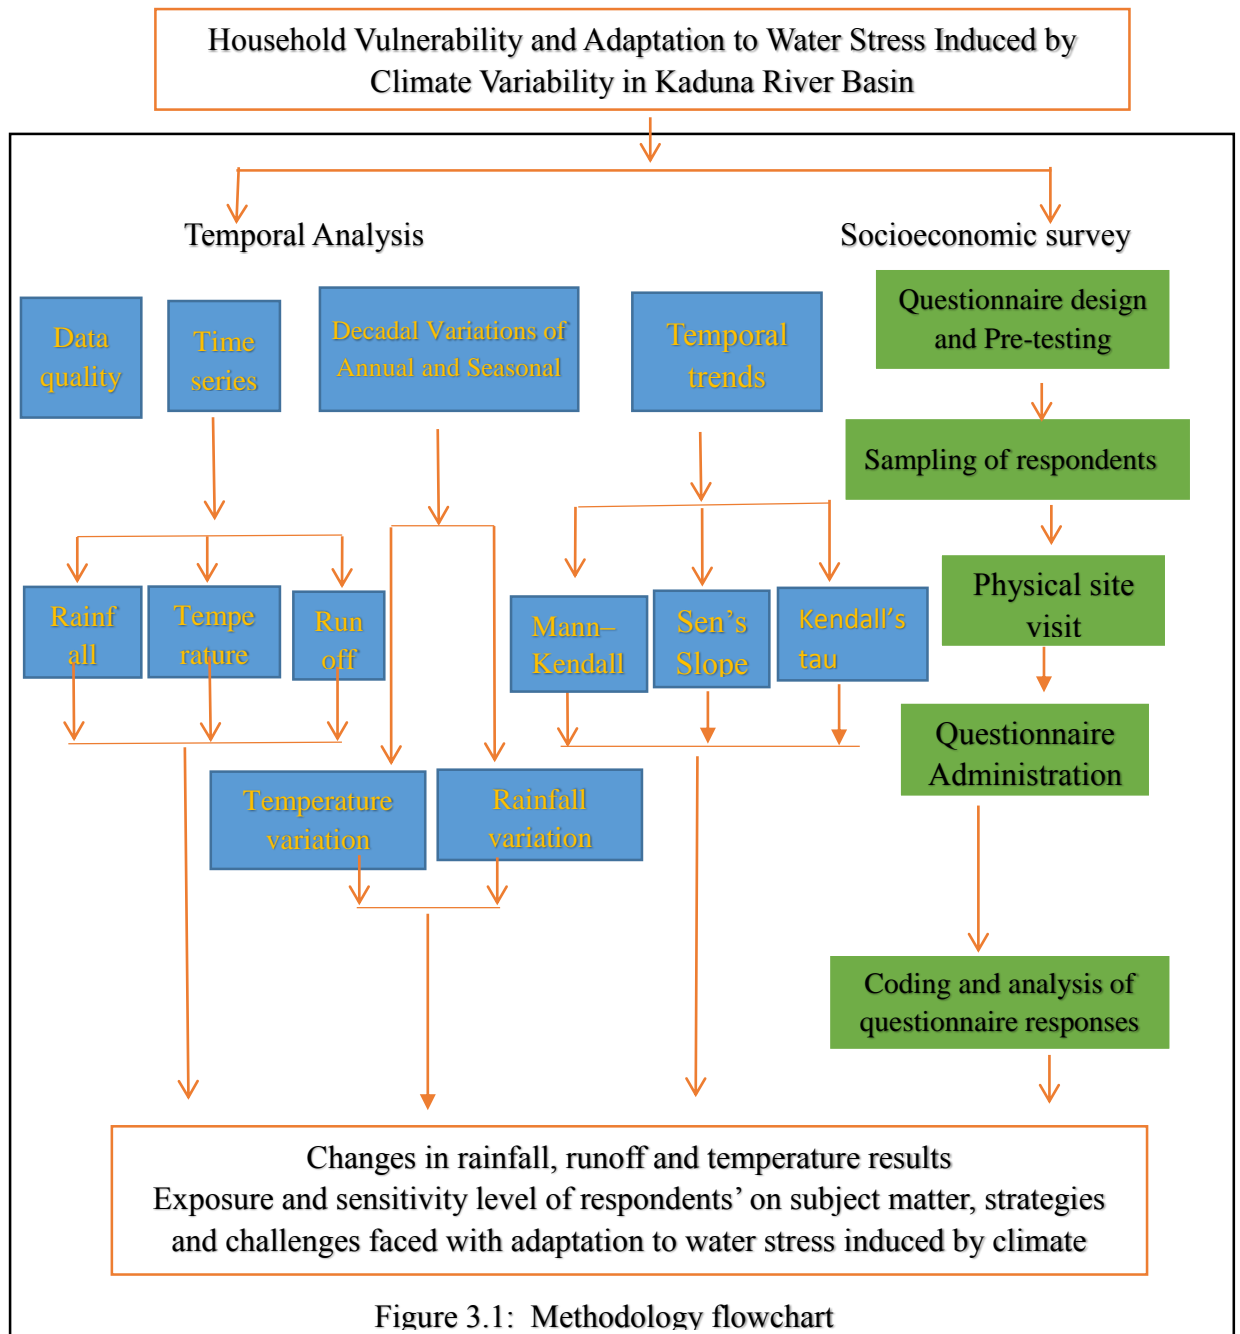 Household Vulnerability and Adaptation to Water Stress Induced by
Climate Variability in Kaduna River Basin
Temporal Analysis
Socioeconomic survey
Data
quality
Time
series
Decadal Variations of
Annual and Seasonal
Temporal
trends
Questionnaire design
and Pre-testing
Sampling of respondents
Rainf
all
Tempe
rature
Run
off
Mann–
Kendall
Sen’s
Slope
Kendall’s
tau
Physical site
visit
Questionnaire
Administration
Temperature
variation
Rainfall
variation
Coding and analysis of
questionnaire responses
Changes in rainfall, runoff and temperature results
Exposure and sensitivity level of respondents’ on subject matter, strategies
and challenges faced with adaptation to water stress induced by climate
Figure 3.1: Methodology flowchart